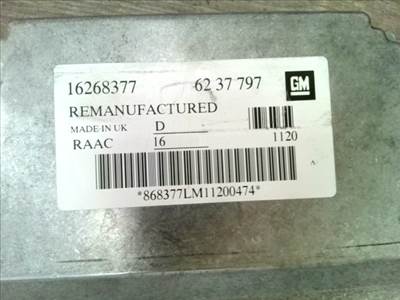 16268377 62 37 797 GM
REMANUFACTURED
MADE IN UK D
RAAC 16 1120
A
*868377LM11200474*